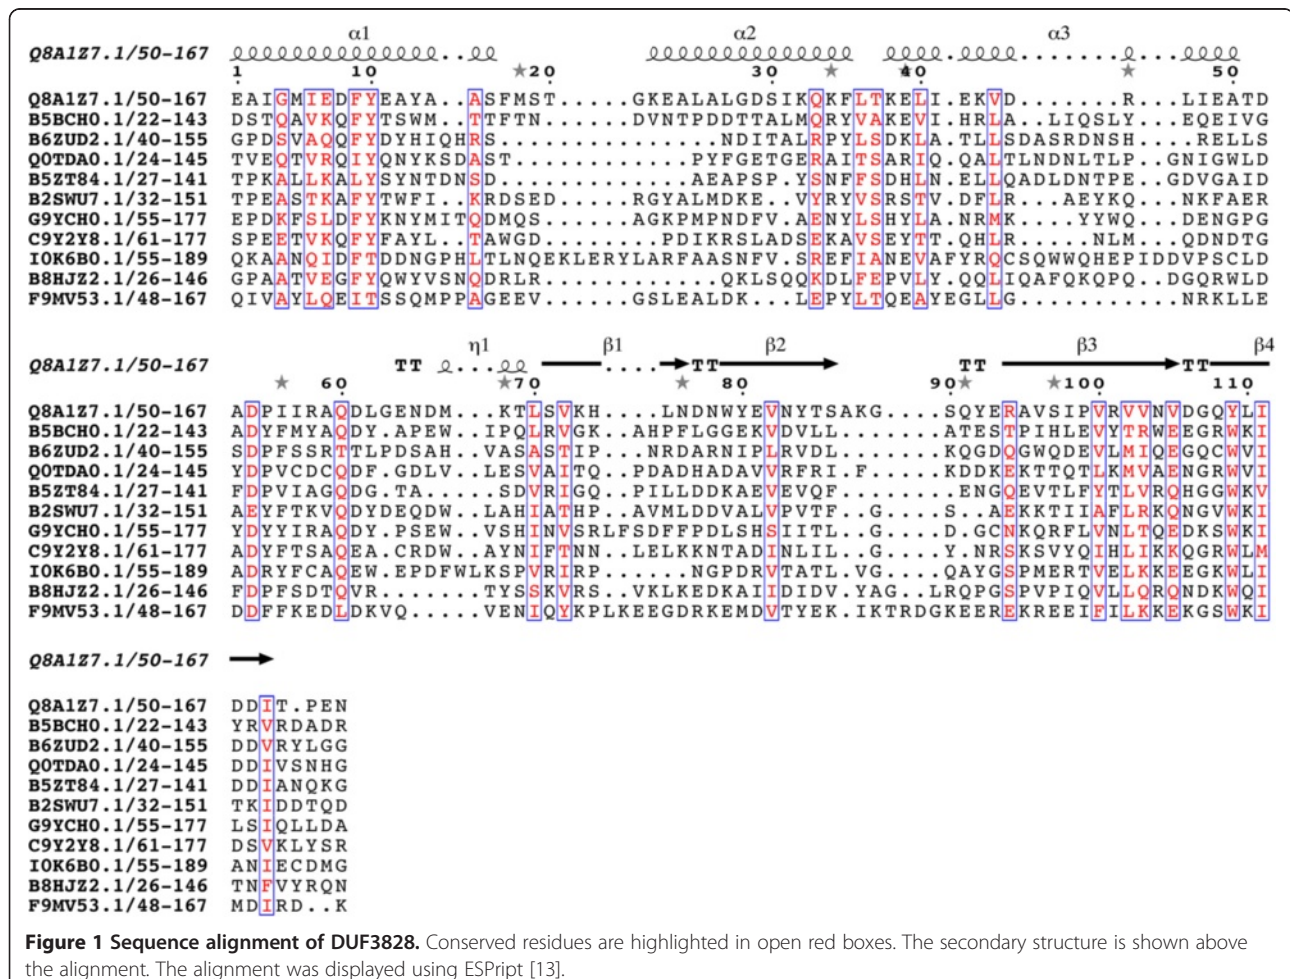 α1 α2 α3
Q8A1Z7.1/50-167
1 10 20 30 40 50
Q8A1Z7.1/50-167 EAIGMIEDFYEAYA..ASFMST......GKEALALGDSIKQKFLTKELI.EKVD........R...LIEATD
B5BCH0.1/22-143 DSTQAVKQFYTSWM..TTFTN.......DVNTPDDTTALMQRYVAKEVI.HRLA..LIQSLY...EQEIVG
B6ZUD2.1/40-155 GPDSVAQQFYDYHIQHRS...............NDITALRPYLSDKLATLLSDASRDNSH....RELLS
Q0TDA0.1/24-145 TVEQTVRQIYQNYKSDAST..............PYFGETGERAITSARIQ.QALTLNDNLTLP..GNIGWLD
B5ZT84.1/27-141 TPKALLKALYSYNTDNSD...............AEAPSP.YSNFFSDHLN.ELLQADLDNTPE..GDVGAID
B2SWU7.1/32-151 TPEASTKAFYTWFI..KRDSED......RGYALMDKE...VYRYVSRSTV.DFLR...AEYKQ...NKFAER
G9YCH0.1/55-177 EPDKFSLDFYKNYMITQDMQS.......AGKPMPNDFV.AENYLSHYLA.NRMK....YYWQ...DENGPG
C9Y2Y8.1/61-177 SPEETVKQFYFAYL..TAWGD.........PDIKRSLADSEKAVSEYTT.QHLR.....NLM...QDNDTG
I0K6B0.1/55-189 QKAANQIDFTDDNGPHLTLNQEKLERYLARFAASNFV.SREFIANEVAFYRQCSQWWQHEPIDDVPSCLD
B8HJZ2.1/26-146 GPAATVEGFYQWYVSNQDRLR...........QKLSQQKDLFEPVLY.QQLIQAFQKQPQ..DGQRWLD
F9MV53.1/48-167 QIVAYLQEITSSQMPPAGEEV.......GSLEALDK...LEPYLTQEAYEGLLG...........NRKLLE
η1 β1 β2 β3 β4
Q8A1Z7.1/50-167 TT TT TT TT
60 70 80 90 100 110
Q8A1Z7.1/50-167 ADPIIRAQDLGENDM...KTLSVKH....LNDNWYEVNYTSAKG....SQYERAVSIPVRVVNVDGQYLI
B5BCH0.1/22-143 ADYFMYAQDY.APEW..IPQLRVGK..AHPFLGGEKVDVLL.......ATESTPIHLEVYTRWEEGRWKI
B6ZUD2.1/40-155 SDPFSSRTTLPDSAH..VASASTIP...NRDARNIPLRVDL......KQGDQGWQDEVLMIQEGQCWVI
Q0TDA0.1/24-145 YDPVCDCQDF.GDLV..LESVAITQ..PDADHADAVRFRI.F.....KDDKEKTTQTLKMVAENGRWVI
B5ZT84.1/27-141 FDPVIAGQDG.TA.....SDVRIGQ..PILLDDKAEVEVQF.......ENGQEVTLFYTLVRQHGGWKV
B2SWU7.1/32-151 AEYFTKVQDYDEQDW..LAHIATHP..AVMLDDVALVPVTF..G....S..AEKKTIIAFLRKQNGVWKI
G9YCH0.1/55-177 YDYYIRAQDY.PSEW..VSHINVSRLFSDFFPDLSHSIITL..G....D.GCNKQRFLVNLTQEDKSWKI
C9Y2Y8.1/61-177 ADYFTSAQEA.CRDW..AYNIFTNN..LELKKNTADINLIL..G....Y.NRSKSVYQIHLIKKQGRWLM
I0K6B0.1/55-189 ADRYFCAQEW.EPDFWLKSPVRIRP......NGPDRVTATL.VG....QAYGSPMERTVELKKEEGKWLI
B8HJZ2.1/26-146 FDPFSDTQVR.......TYSSKVRS..VKLKEDKAIIDIDV.YAG..LRQPGSPVPIQVLLQRQNDKWQI
F9MV53.1/48-167 DDFFKEDLDKVQ.....VENIQYKPLKEEGDRKEMDVTYEK.IKTRDGKEEREKREEIFILKKEKGSWKI
Q8A1Z7.1/50-167
Q8A1Z7.1/50-167 DDIT.PEN
B5BCH0.1/22-143 YRVRDADR
B6ZUD2.1/40-155 DDVRYLGG
Q0TDA0.1/24-145 DDIVSNHG
B5ZT84.1/27-141 DDIANQKG
B2SWU7.1/32-151 TKIDDTQD
G9YCH0.1/55-177 LSIQLLDA
C9Y2Y8.1/61-177 DSVKLYSR
I0K6B0.1/55-189 ANIECDMG
B8HJZ2.1/26-146 TNFVYRQN
F9MV53.1/48-167 MDIRD..K
Figure 1 Sequence alignment of DUF3828. Conserved residues are highlighted in open red boxes. The secondary structure is shown above
the alignment. The alignment was displayed using ESPript [13].